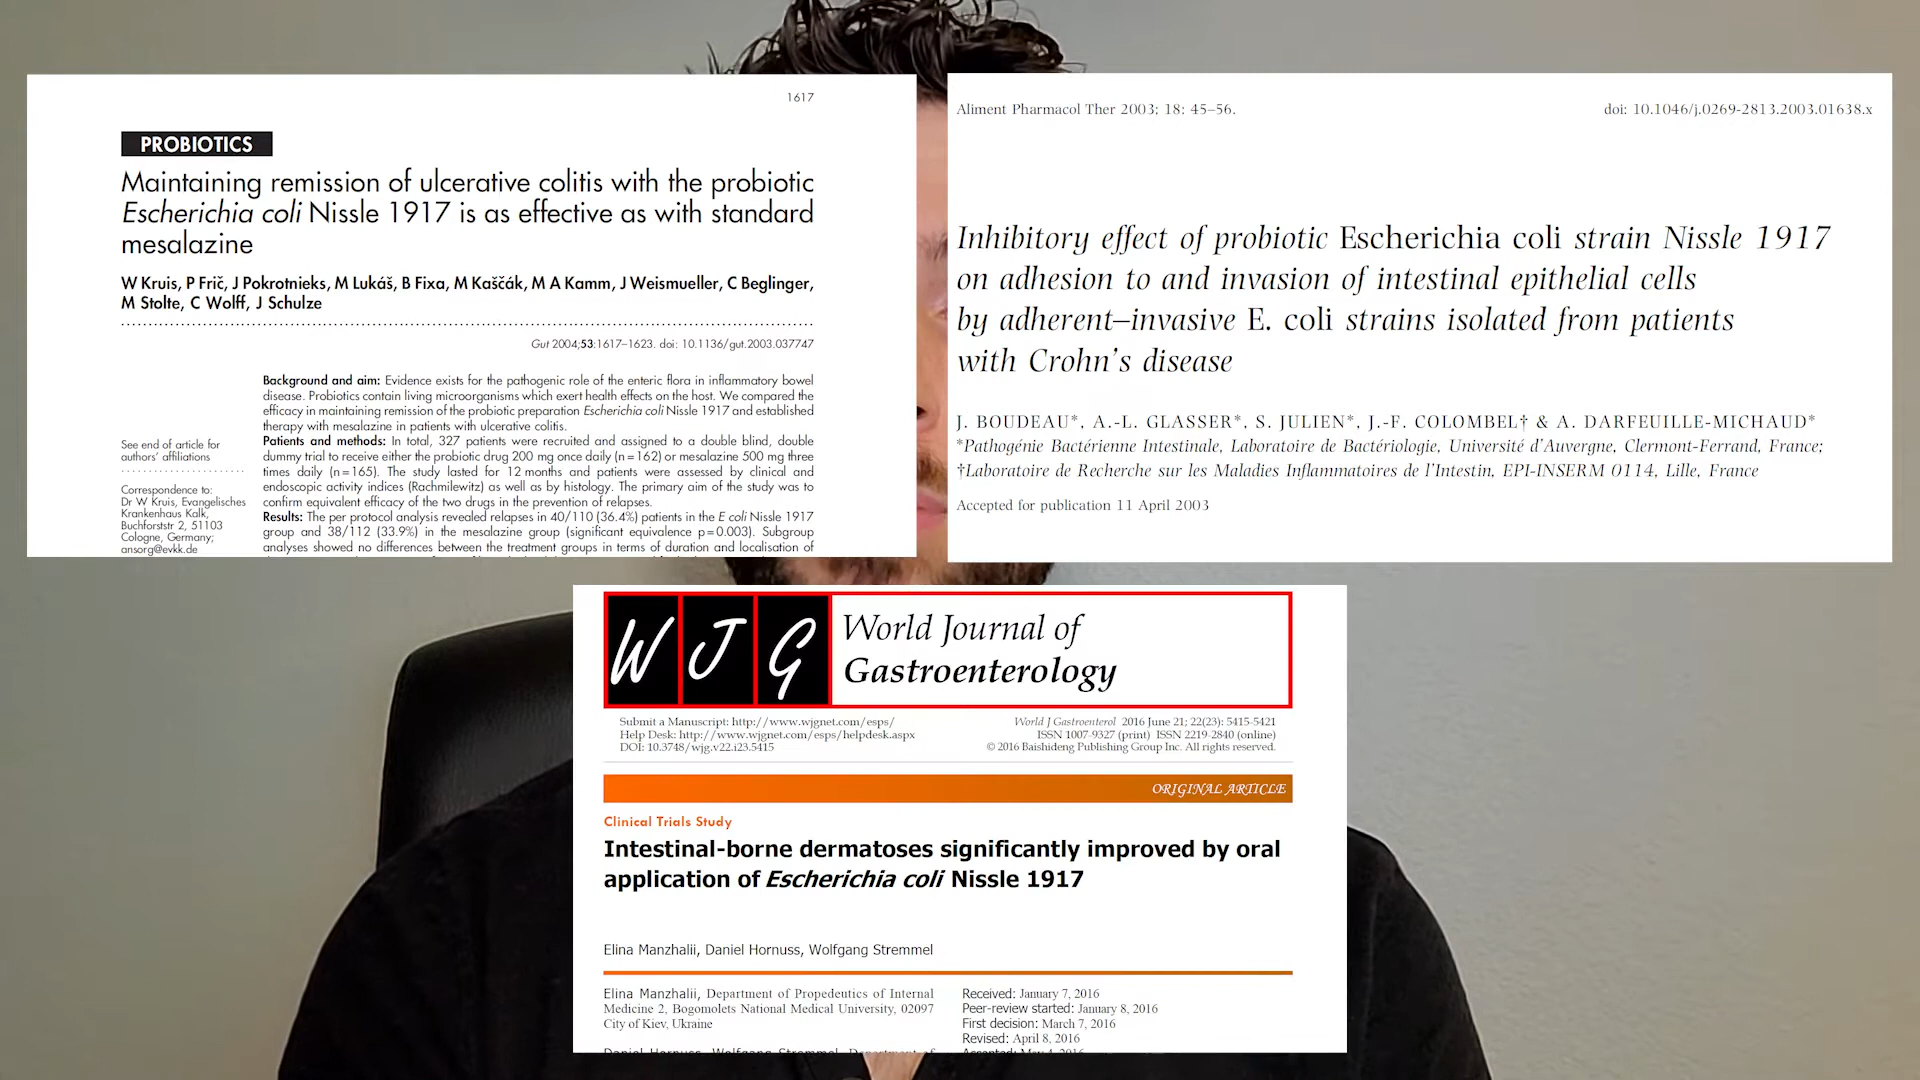 1617
PROBIOTICS
Maintaining remission of ulcerative colitis with the probiotic
Escherichia coli Nissle 1917 is as effective as with standard
mesalazine
W Kruis, P Frič, J Pokrotnieks, M Lukáš, B Fixa, M Kaščák, M A Kamm, J Weismueller, C Beglinger,
M Stolte, C Wolff, J Schulze
Gut 2004;53:1617–1623. doi: 10.1136/gut.2003.037747
See end of article for
authors' affiliations
Correspondence to:
Dr W Kruis, Evangelisches
Krankenhaus Kalk,
Buchforststr 2, 51103
Cologne, Germany;
ansorg@evkk.de
Background and aim: Evidence exists for the pathogenic role of the enteric flora in inflammatory bowel
disease. Probiotics contain living microorganisms which exert health effects on the host. We compared the
efficacy in maintaining remission of the probiotic preparation Escherichia coli Nissle 1917 and established
therapy with mesalazine in patients with ulcerative colitis.
Patients and methods: In total, 327 patients were recruited and assigned to a double blind, double
dummy trial to receive either the probiotic drug 200 mg once daily (n=162) or mesalazine 500 mg three
times daily (n=165). The study lasted for 12 months and patients were assessed by clinical and
endoscopic activity indices (Rachmilewitz) as well as by histology. The primary aim of the study was to
confirm equivalent efficacy of the two drugs in the prevention of relapses.
Results: The per protocol analysis revealed relapses in 40/110 (36.4%) patients in the E coli Nissle 1917
group and 38/112 (33.9%) in the mesalazine group (significant equivalence p=0.003). Subgroup
analyses showed no differences between the treatment groups in terms of duration and localisation of
Aliment Pharmacol Ther 2003; 18: 45–56.
doi: 10.1046/j.0269-2813.2003.01638.x
Inhibitory effect of probiotic Escherichia coli strain Nissle 1917
on adhesion to and invasion of intestinal epithelial cells
by adherent–invasive E. coli strains isolated from patients
with Crohn's disease
J. BOUDEAU*, A.-L. GLASSER*, S. JULIEN*, J.-F. COLOMBEL† & A. DARFEUILLE-MICHAUD*
*Pathogénie Bactérienne Intestinale, Laboratoire de Bactériologie, Université d'Auvergne, Clermont-Ferrand, France;
†Laboratoire de Recherche sur les Maladies Inflammatoires de l'Intestin, EPI-INSERM 0114, Lille, France
Accepted for publication 11 April 2003
WJG
World Journal of
Gastroenterology
Submit a Manuscript: http://www.wjgnet.com/esps/
Help Desk: http://www.wjgnet.com/esps/helpdesk.aspx
DOI: 10.3748/wjg.v22.i23.5415
World J Gastroenterol 2016 June 21; 22(23): 5415-5421
ISSN 1007-9327 (print) ISSN 2219-2840 (online)
© 2016 Baishideng Publishing Group Inc. All rights reserved.
ORIGINAL ARTICLE
Clinical Trials Study
Intestinal-borne dermatoses significantly improved by oral
application of Escherichia coli Nissle 1917
Elina Manzhalii, Daniel Hornuss, Wolfgang Stremmel
Elina Manzhalii, Department of Propedeutics of Internal
Medicine 2, Bogomolets National Medical University, 02097
City of Kiev, Ukraine
Daniel Hornuss, Wolfgang Stremmel, Department of
Received: January 7, 2016
Peer-review started: January 8, 2016
First decision: March 7, 2016
Revised: April 8, 2016
Accepted: May 4, 2016